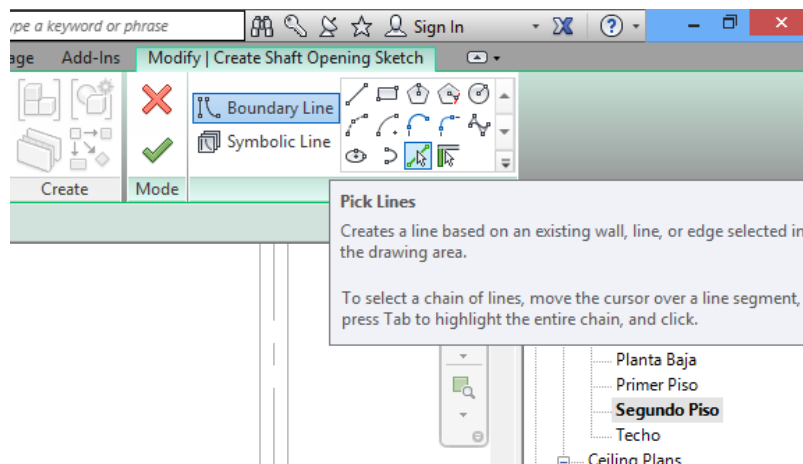 ype a keyword or phrase
Sign In
age Add-Ins Modify | Create Shaft Opening Sketch
Boundary Line
Symbolic Line
Create Mode
Pick Lines
Creates a line based on an existing wall, line, or edge selected in
the drawing area.
To select a chain of lines, move the cursor over a line segment,
press Tab to highlight the entire chain, and click.
Planta Baja
Primer Piso
Segundo Piso
Techo
Ceiling Plans